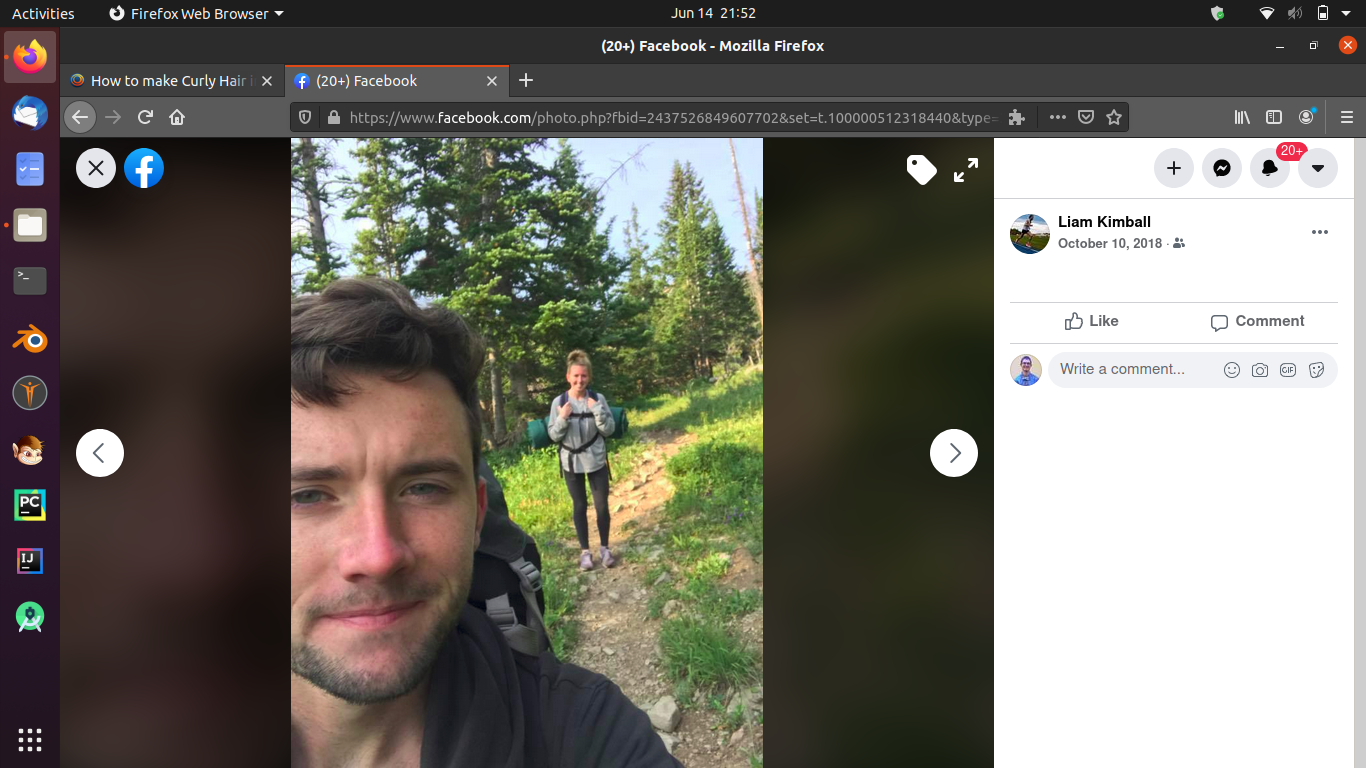 Activities
Firefox Web Browser
Jun 14 21:52
(20+) Facebook - Mozilla Firefox
How to make Curly Hair i
(20+) Facebook
https://www.facebook.com/photo.php?fbid=2437526849607702&set=t.100000512318440&type=
20+
Liam Kimball
October 10, 2018 ·
Like
Comment
Write a comment...
GIF
>_
PC
IJ